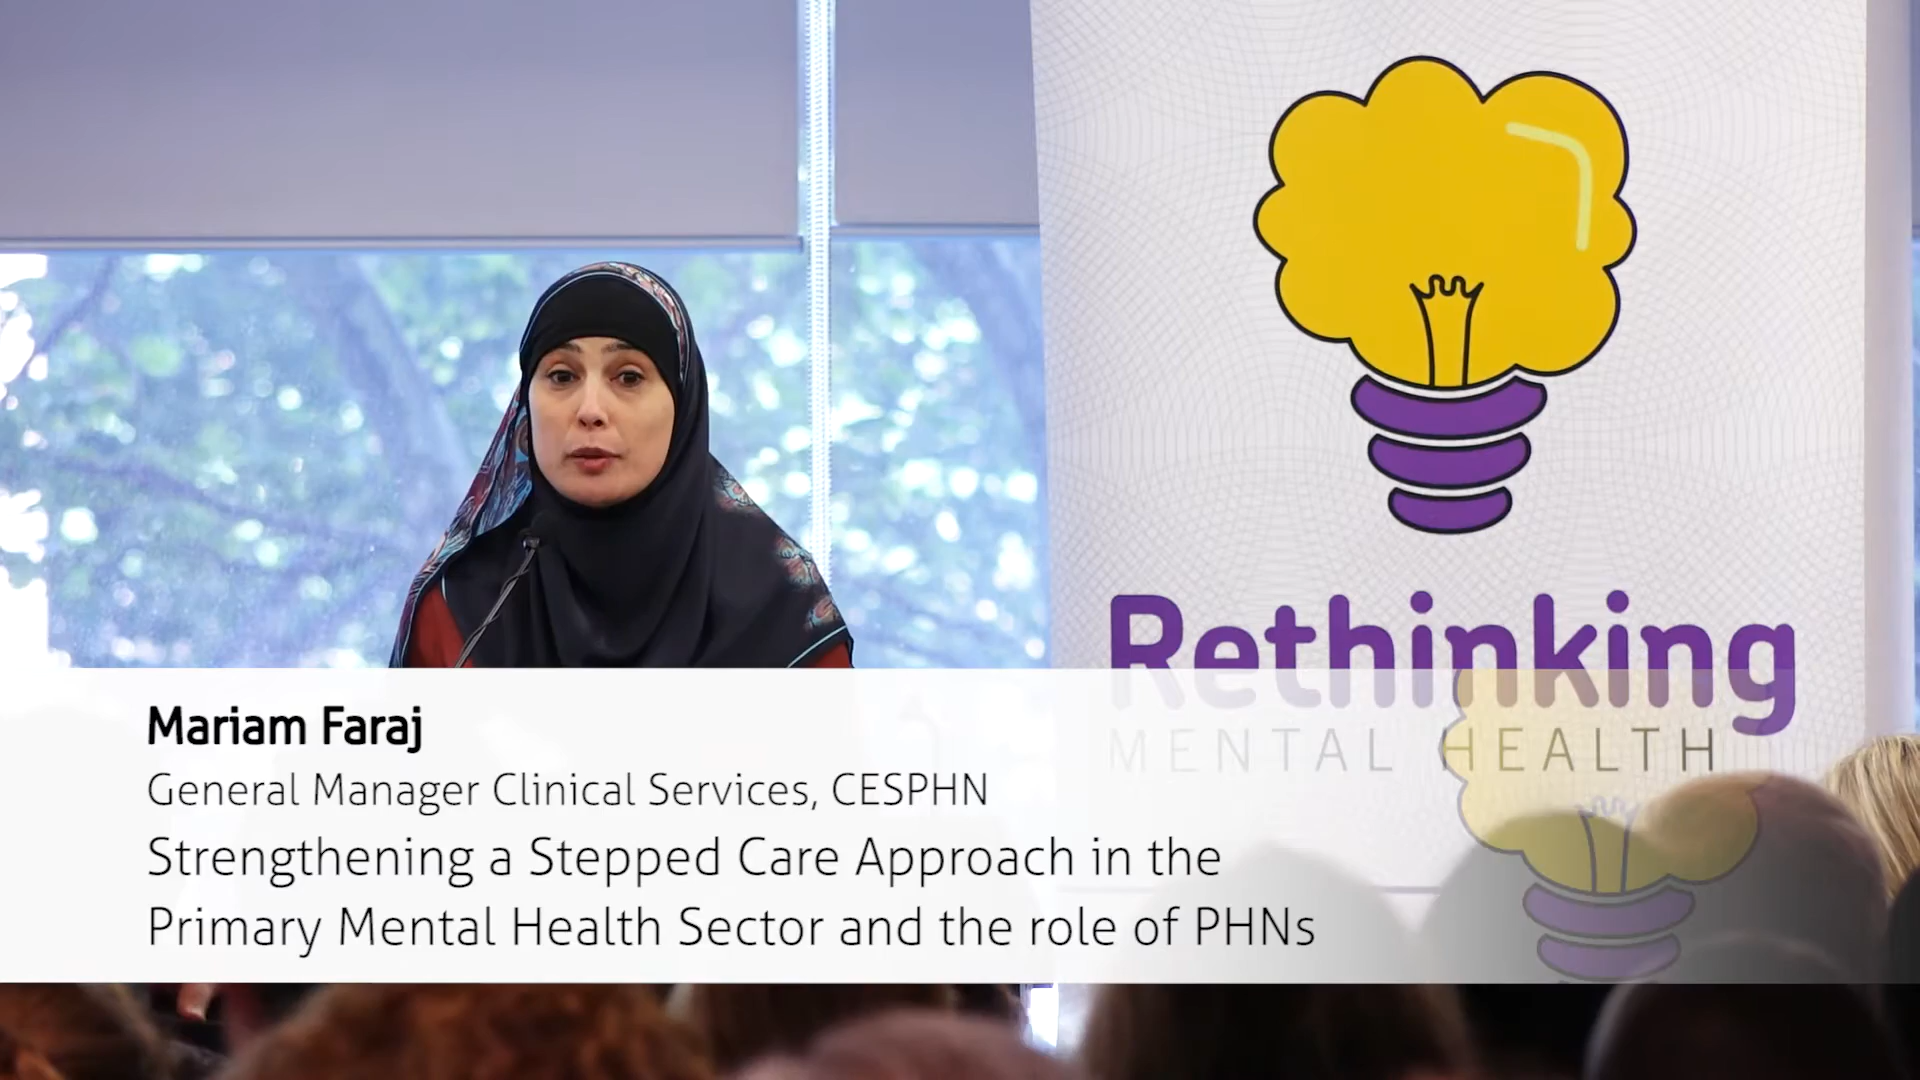 Rethinking
MENTAL HEALTH
Mariam Faraj
General Manager Clinical Services, CESPHN
Strengthening a Stepped Care Approach in the
Primary Mental Health Sector and the role of PHNs